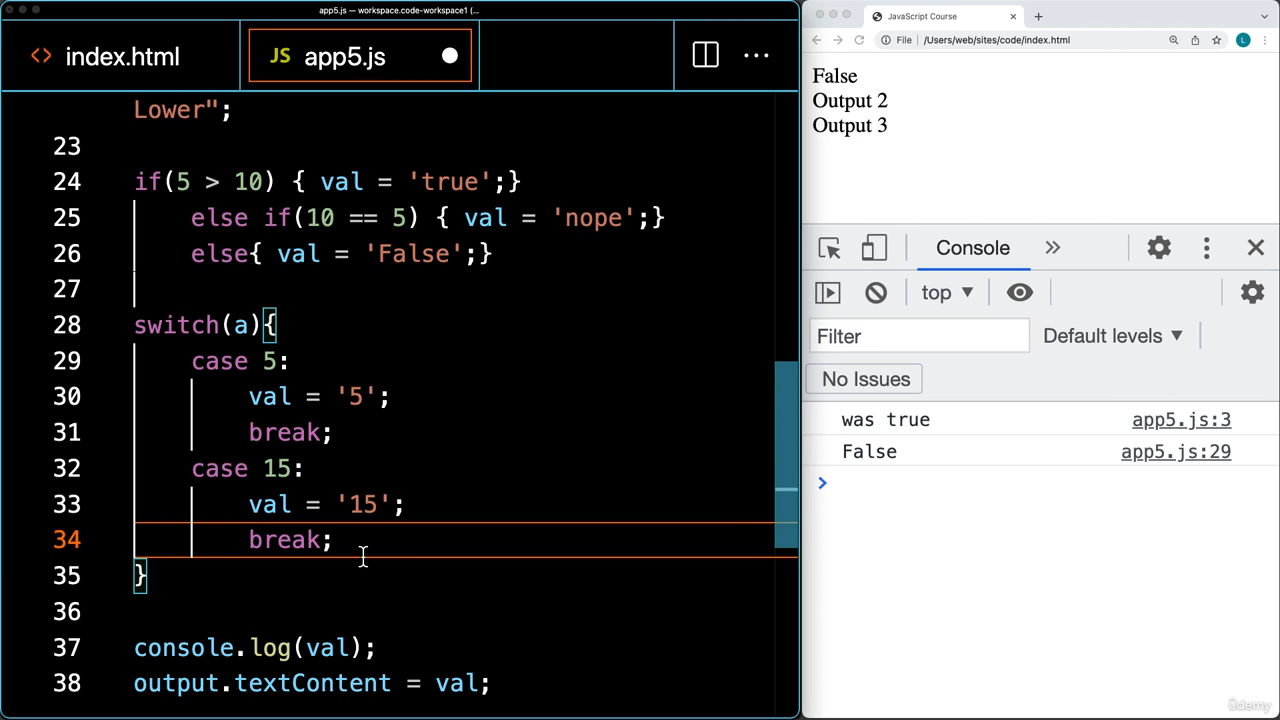 app5.js — workspace.code-workspace1 (...
index.html
JS app5.js
...
Lower";
23
24 if(5 > 10) { val = 'true';}
25 else if(10 == 5) { val = 'nope';}
26 else{ val = 'False';}
27
28 switch(a){
29 case 5:
30 val = '5';
31 break;
32 case 15:
33 val = '15';
34 break;
35 }
36
37 console.log(val);
38 output.textContent = val;
JavaScript Course
File /Users/web/sites/code/index.html
L
False
Output 2
Output 3
Console
top
Filter Default levels
No Issues
was true app5.js:3
False app5.js:29
ûdemy